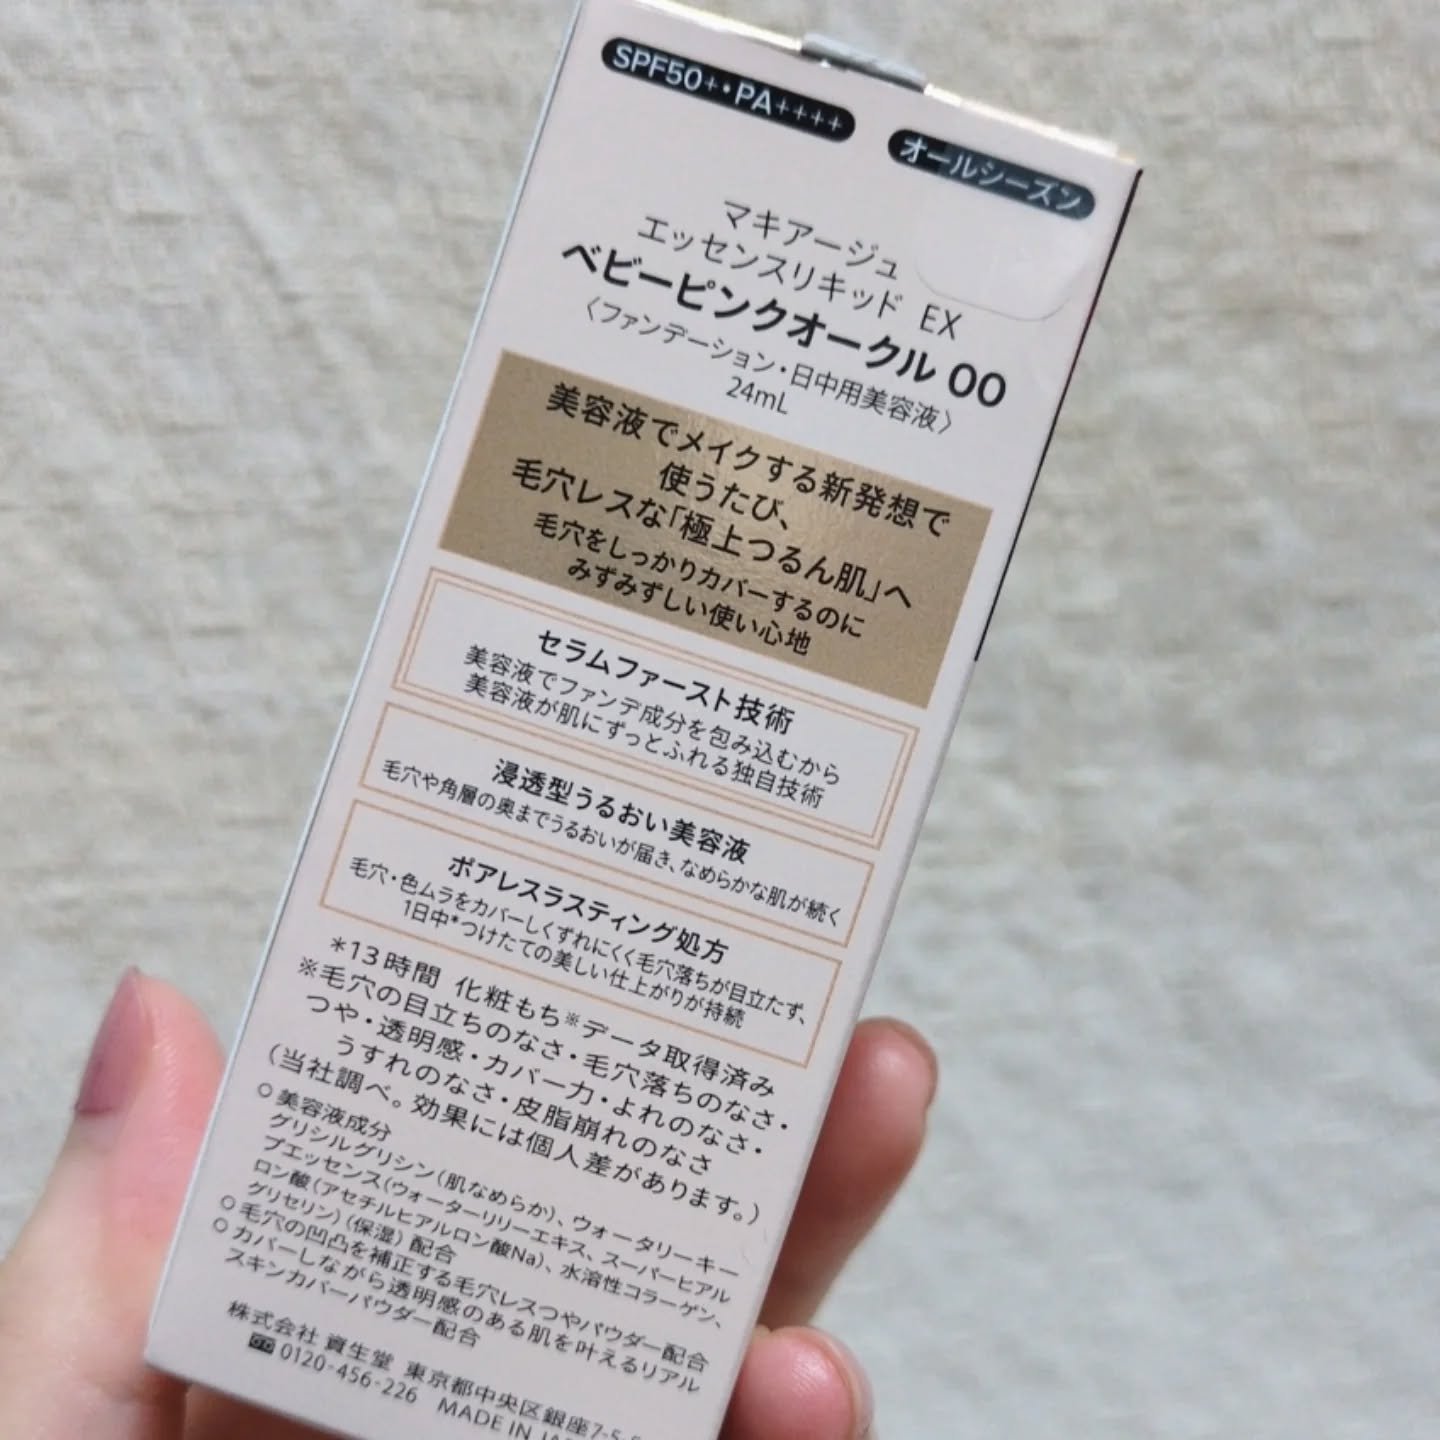 SPF50+・PA++++
オールシーズン
マキアージュ
エッセンスリキッド EX
ベビーピンクオークル 00
〈ファンデーション・日中用美容液〉
24mL
美容液でメイクする新発想で
使うたび、
毛穴レスな「極上つるん肌」へ
毛穴をしっかりカバーするのに
みずみずしい使い心地
セラムファースト技術
美容液でファンデ成分を包み込むから
美容液が肌にずっとふれる独自技術
浸透型うるおい美容液
毛穴や角層の奥までうるおいが届き、なめらかな肌が続く
ポアレスラスティング処方
毛穴・色ムラをカバーしくずれにくく毛穴落ちが目立たず、
1日中*つけたての美しい仕上がりが持続
*13時間 化粧もち※データ取得済み
※毛穴の目立ちのなさ・毛穴落ちのなさ・
つや・透明感・カバー力・よれのなさ・
うすれのなさ・皮脂崩れのなさ
(当社調べ。効果には個人差があります。)
○美容液成分
グリシルグリシン(肌なめらか)、ウォータリーキー
プエッセンス(ウォーターリリーエキス、スーパーヒアル
ロン酸(アセチルヒアルロン酸Na)、水溶性コラーゲン、
グリセリン)(保湿)配合
○毛穴の凹凸を補正する毛穴レスつやパウダー配合
○カバーしながら透明感のある肌を叶えるリアル
スキンカバーパウダー配合
株式会社 資生堂 東京都中央区銀座7-5-5
0120-456-226 MADE IN